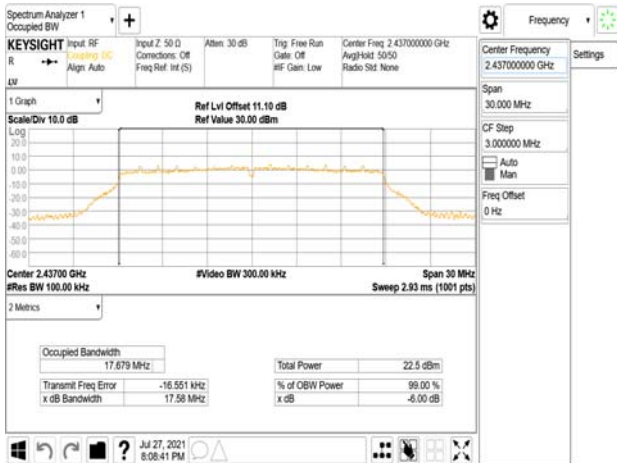 Spectrum Analyzer 1
Occupied BW
+
Frequency
KEYSIGHT
Input: RF
Coupling: DC
Align: Auto
Input Z: 50 Ω
Corrections: Off
Freq Ref: Int (S)
Atten: 30 dB
Trig: Free Run
Gate: Off
#IF Gain: Low
Center Freq: 2.437000000 GHz
Avg|Hold: 50/50
Radio Std: None
R
Center Frequency
2.437000000 GHz
Settings
Span
30.000 MHz
CF Step
3.000000 MHz
Auto
Man
Freq Offset
0 Hz
1 Graph
Scale/Div 10.0 dB
Ref Lvl Offset 11.10 dB
Ref Value 30.00 dBm
Log
20.0
10.0
0.00
-10.0
-20.0
-30.0
-40.0
-50.0
-60.0
Center 2.43700 GHz
#Res BW 100.00 kHz
#Video BW 300.00 kHz
Span 30 MHz
Sweep 2.93 ms (1001 pts)
2 Metrics
Occupied Bandwidth
17.679 MHz
Total Power 22.5 dBm
Transmit Freq Error -16.551 kHz
% of OBW Power 99.00 %
x dB Bandwidth 17.58 MHz
x dB -6.00 dB
?
Jul 27, 2021
8:08:41 PM